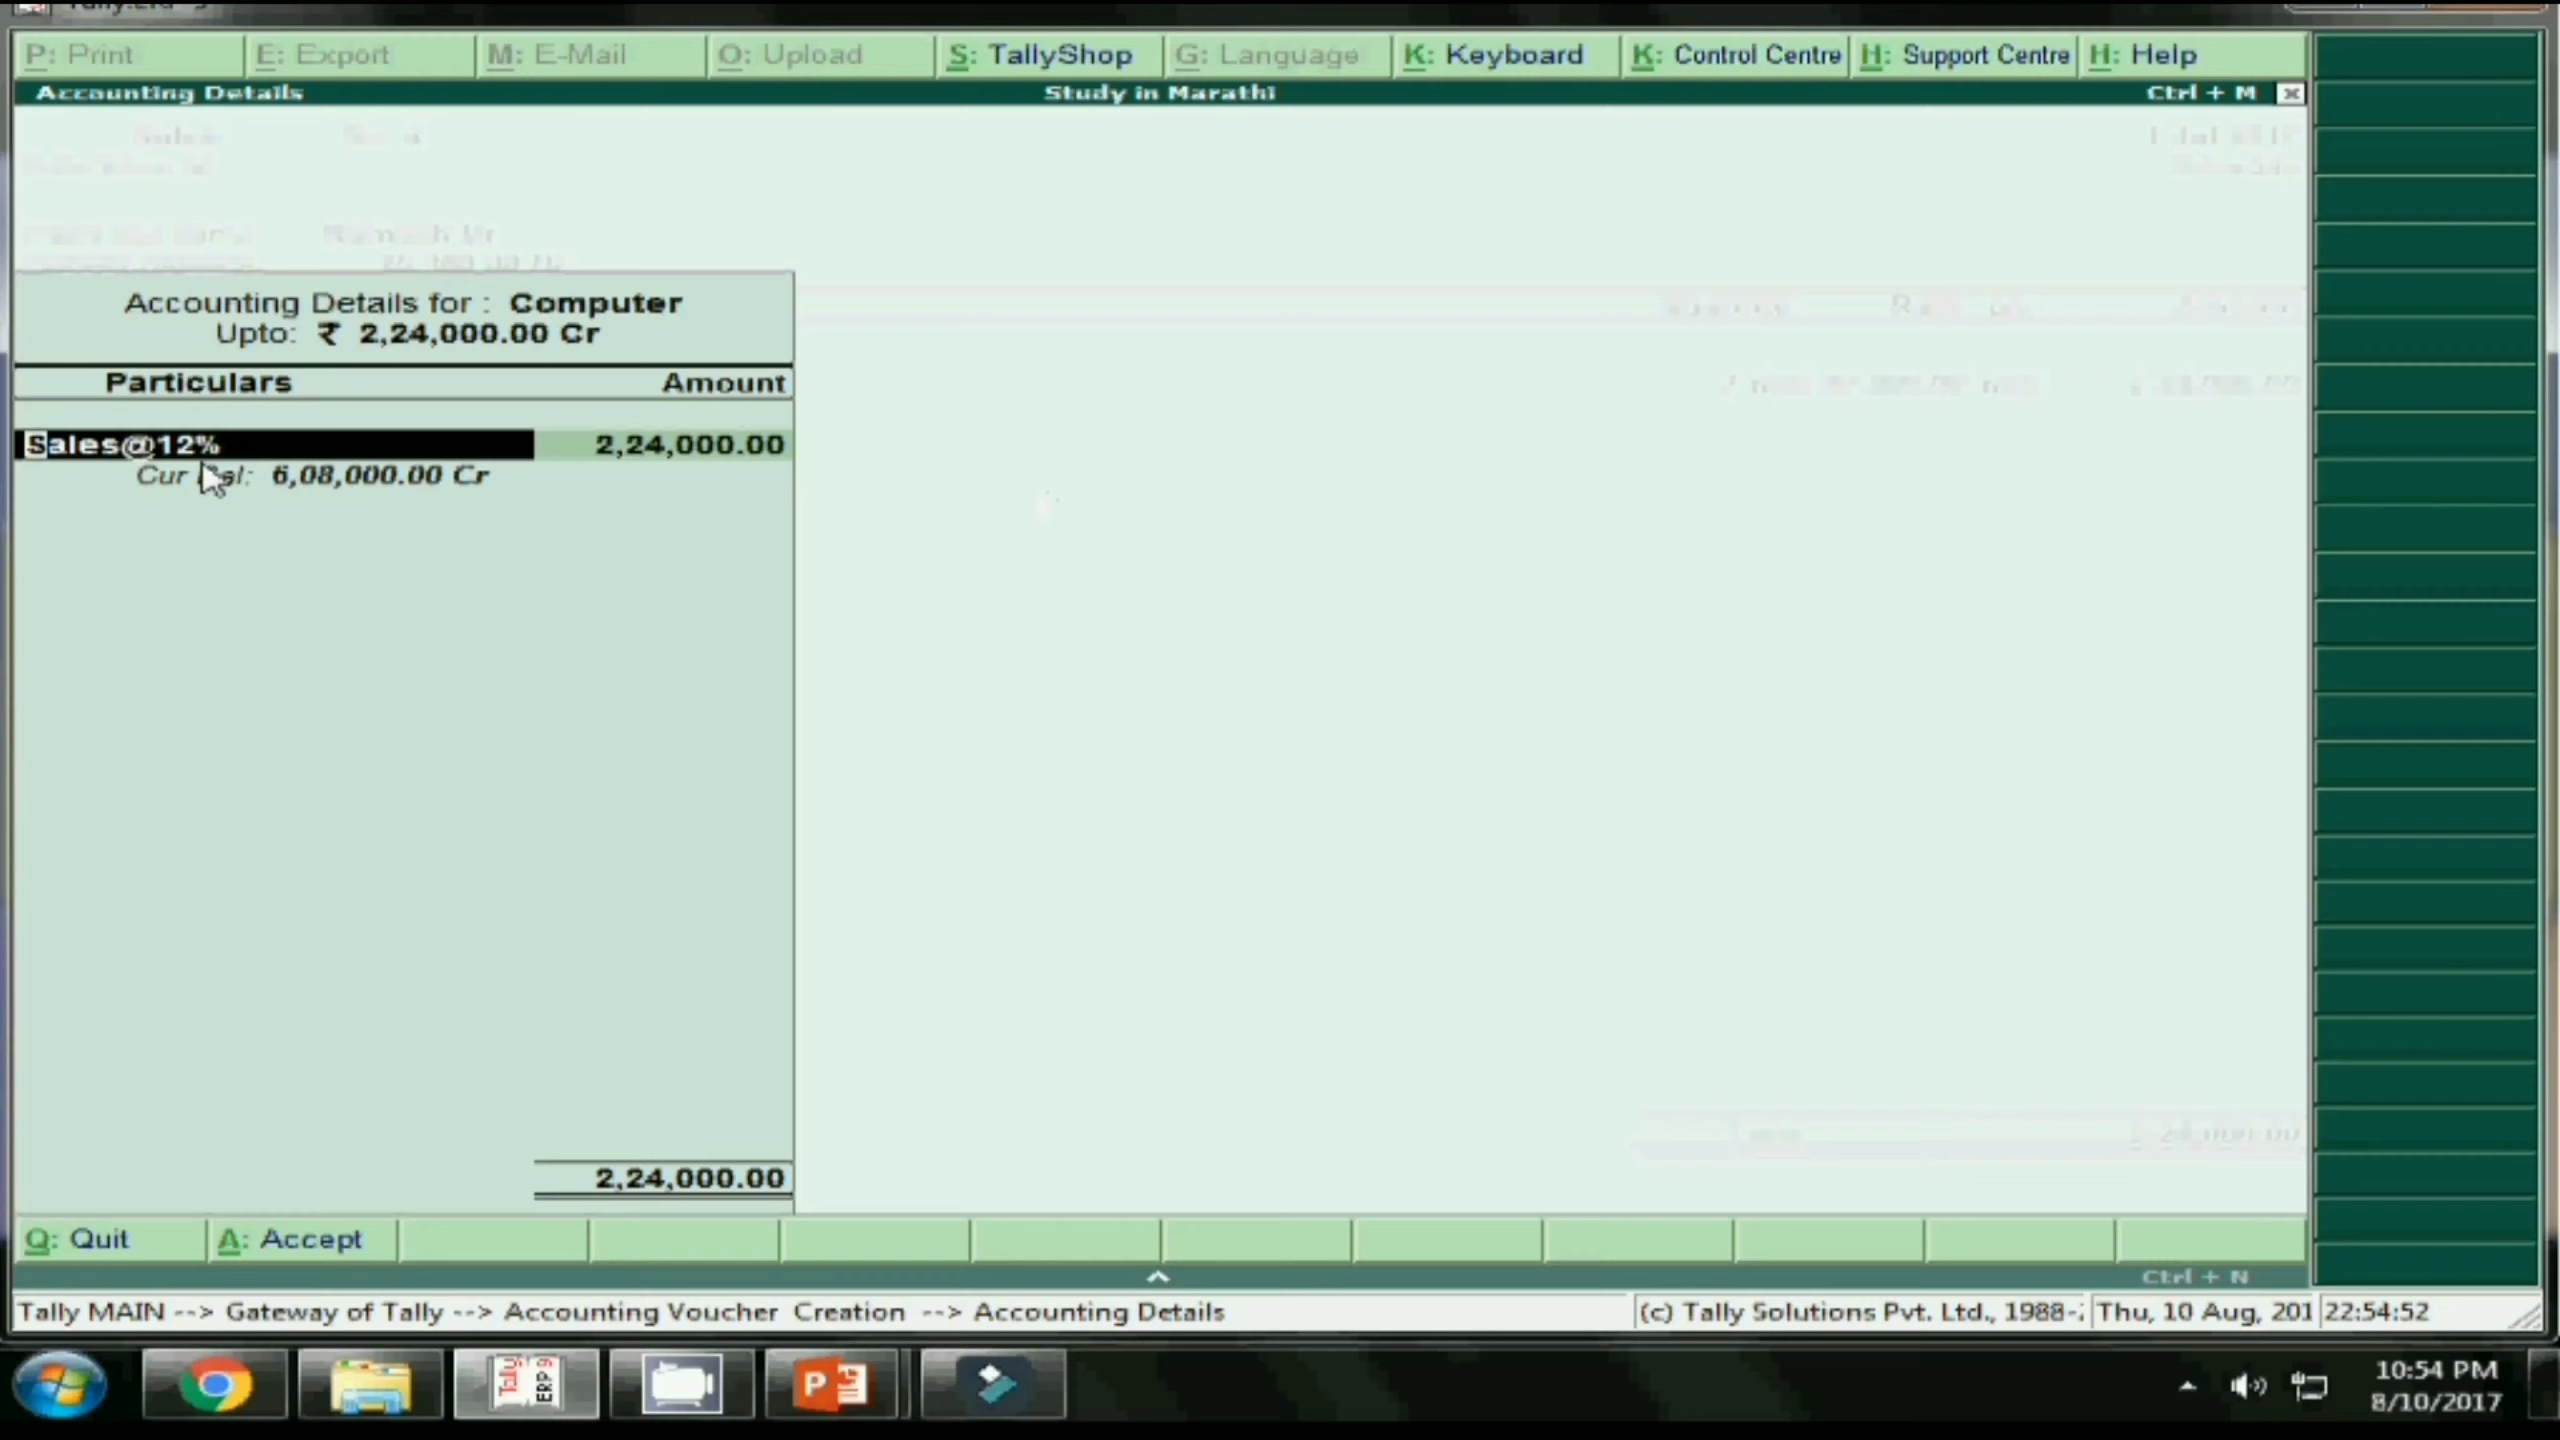 P: Print E: Export M: E-Mail O: Upload S: TallyShop G: Language K: Keyboard K: Control Centre H: Support Centre H: Help
Accounting Details Study in Marathi Ctrl + M
Accounting Details for : Computer
Upto: ₹ 2,24,000.00 Cr
Particulars Amount
Sales@12% 2,24,000.00
Cur Bal: 6,08,000.00 Cr
2,24,000.00
Q: Quit A: Accept
Ctrl + N
Tally MAIN --> Gateway of Tally --> Accounting Voucher Creation --> Accounting Details (c) Tally Solutions Pvt. Ltd., 1988- Thu, 10 Aug, 201 22:54:52
Tally ERP 9
P
10:54 PM
8/10/2017